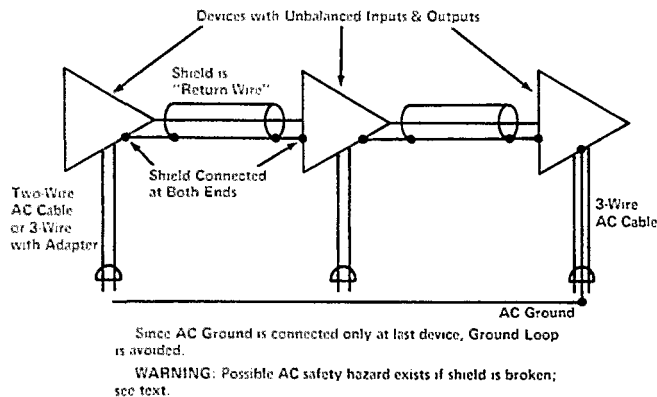 Devices with Unbalanced Inputs & Outputs
Shield is
"Return Wire"
Shield Connected
at Both Ends
Two-Wire
AC Cable
or 3-Wire
with Adapter
3-Wire
AC Cable
AC Ground
Since AC Ground is connected only at last device, Ground Loop
is avoided.
WARNING: Possible AC safety hazard exists if shield is broken;
see text.